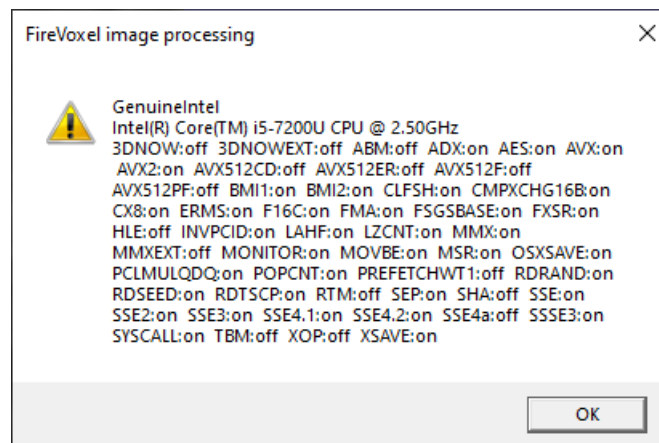 FireVoxel image processing
GenuineIntel
Intel(R) Core(TM) i5-7200U CPU @ 2.50GHz
3DNOW:off 3DNOWEXT:off ABM:off ADX:on AES:on AVX:on
AVX2:on AVX512CD:off AVX512ER:off AVX512F:off
AVX512PF:off BMI1:on BMI2:on CLFSH:on CMPXCHG16B:on
CX8:on ERMS:on F16C:on FMA:on FSGSBASE:on FXSR:on
HLE:off INVPCID:on LAHF:on LZCNT:on MMX:on
MMXEXT:off MONITOR:on MOVBE:on MSR:on OSXSAVE:on
PCLMULQDQ:on POPCNT:on PREFETCHWT1:off RDRAND:on
RDSEED:on RDTSCP:on RTM:off SEP:on SHA:off SSE:on
SSE2:on SSE3:on SSE4.1:on SSE4.2:on SSE4a:off SSSE3:on
SYSCALL:on TBM:off XOP:off XSAVE:on
OK